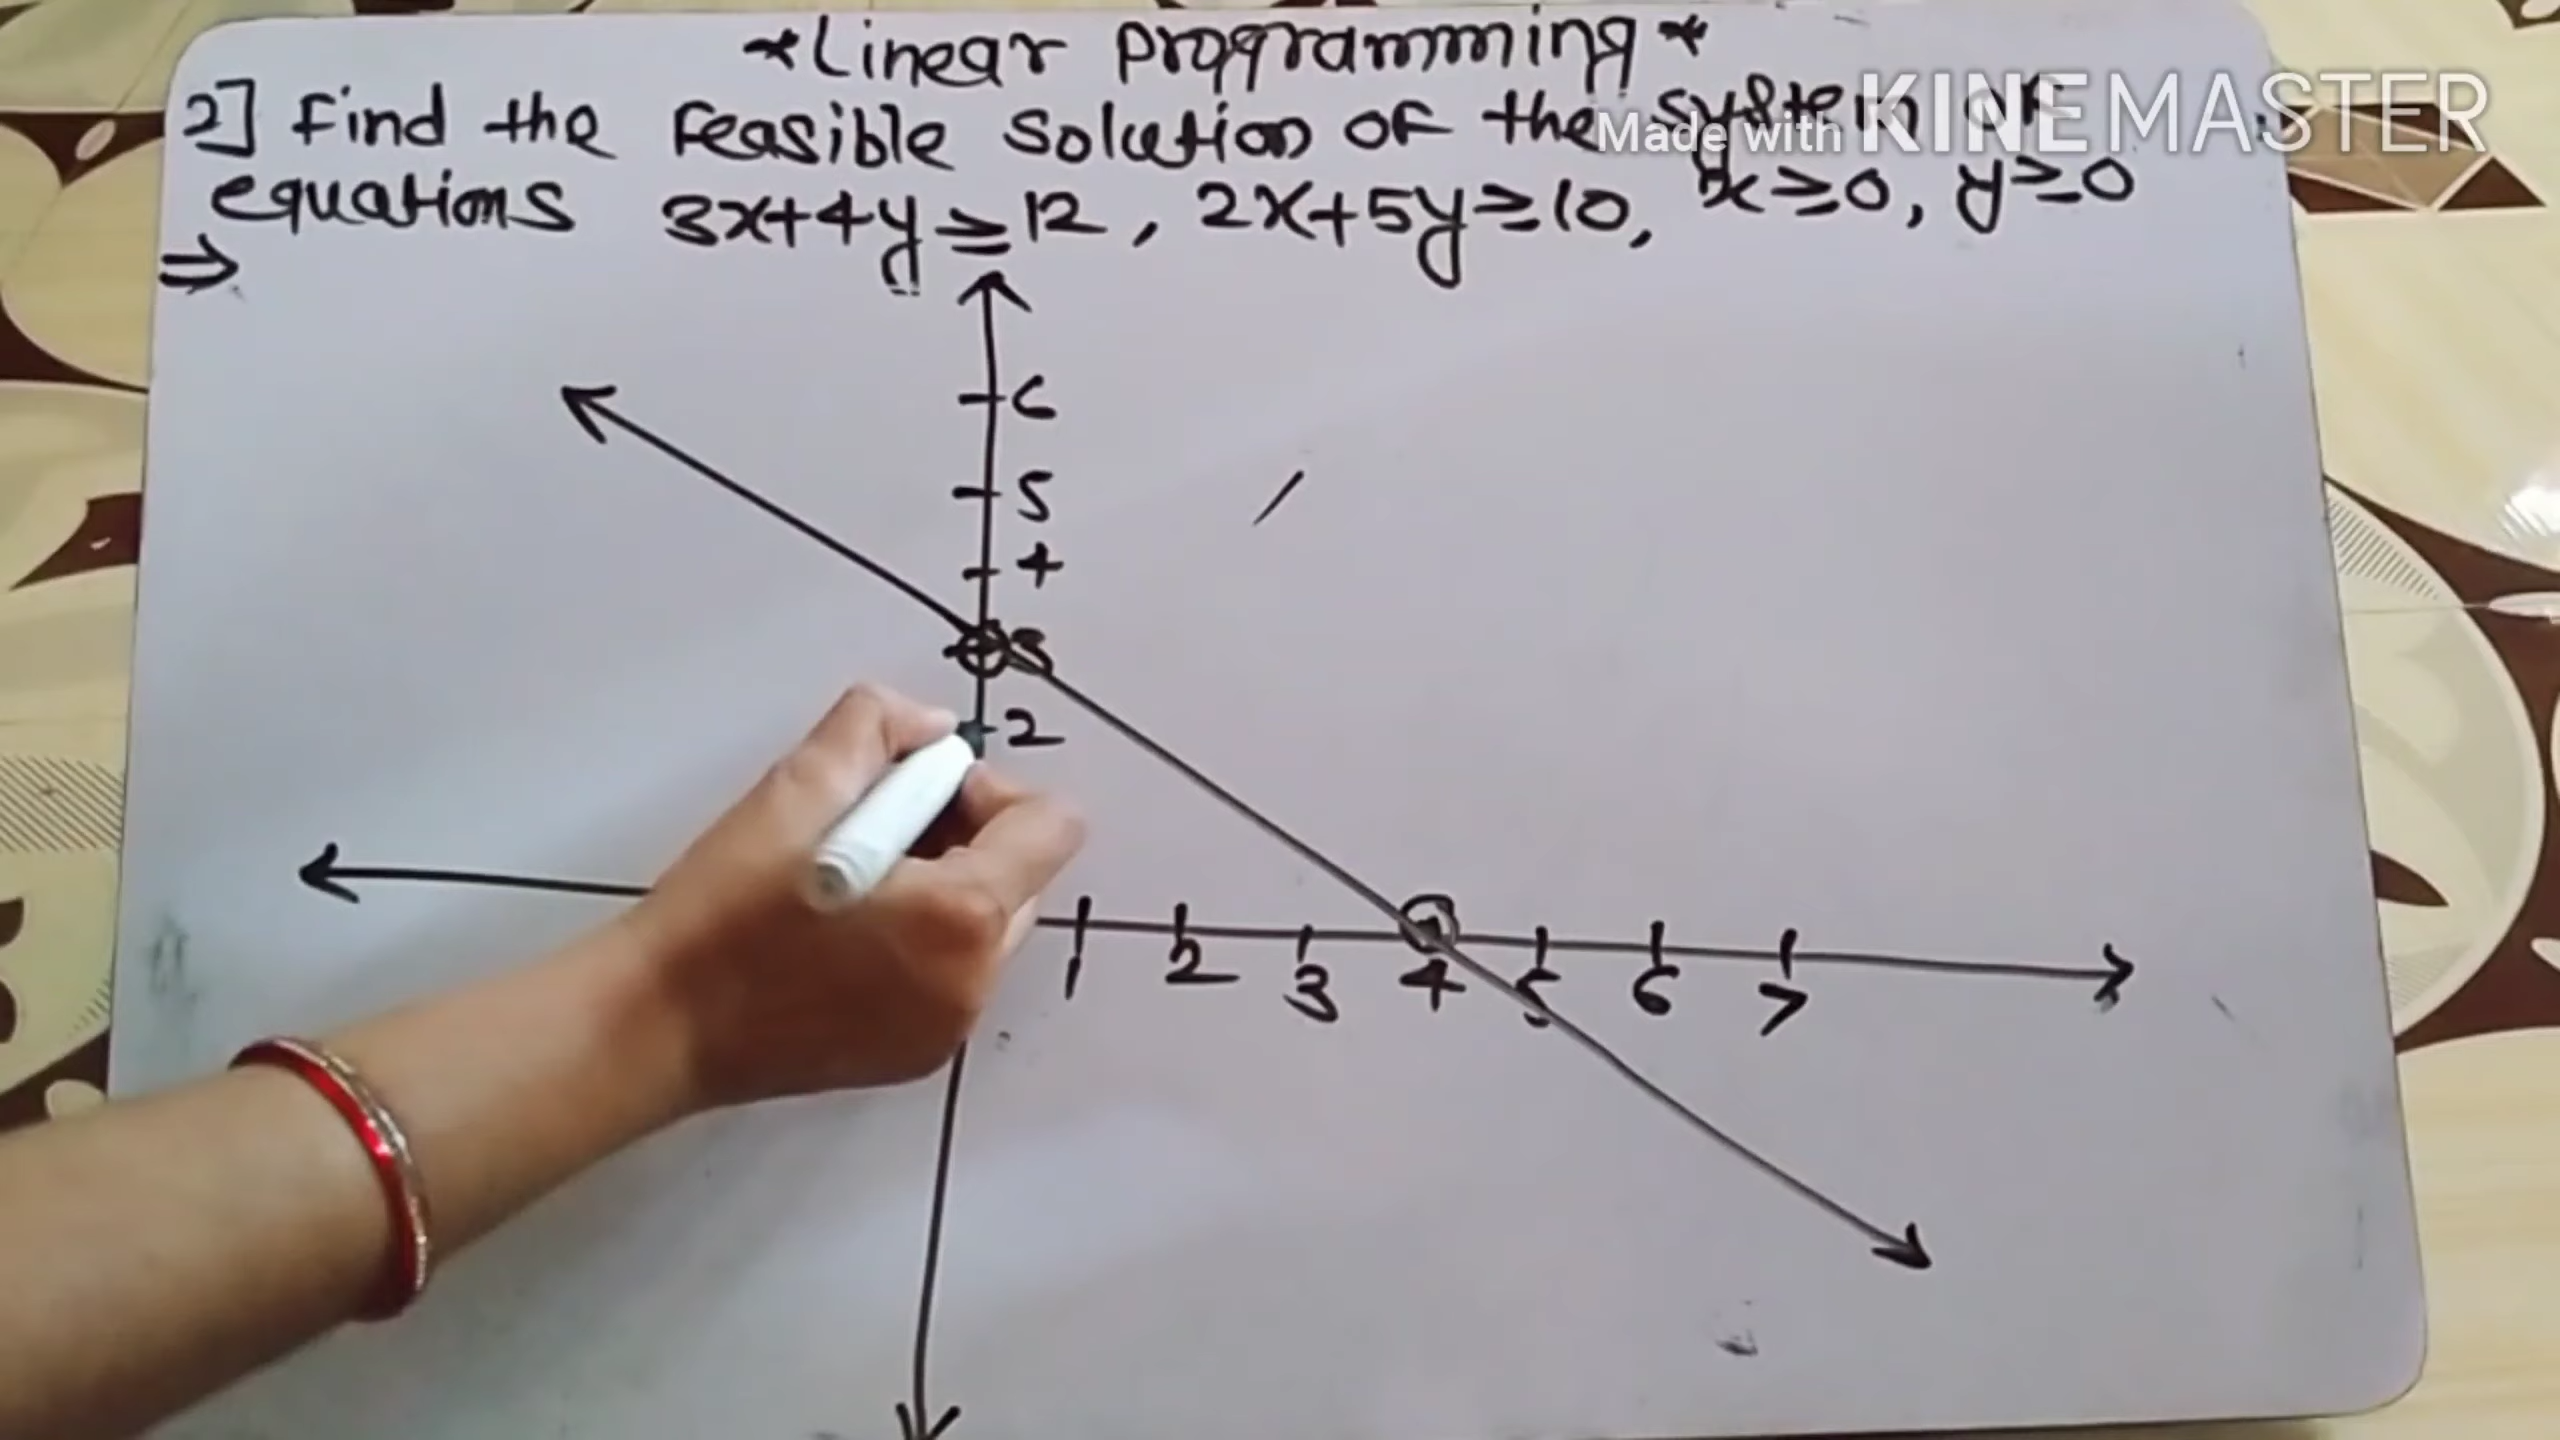 *Linear programming*
2] Find the Feasible Solution of the system of
equations 3x+4y≥12, 2x+5y≥10, x≥0, y≥0
⇒
Made with KINEMASTER
6
5
4
3
2
1 2 3 4 5 6 7